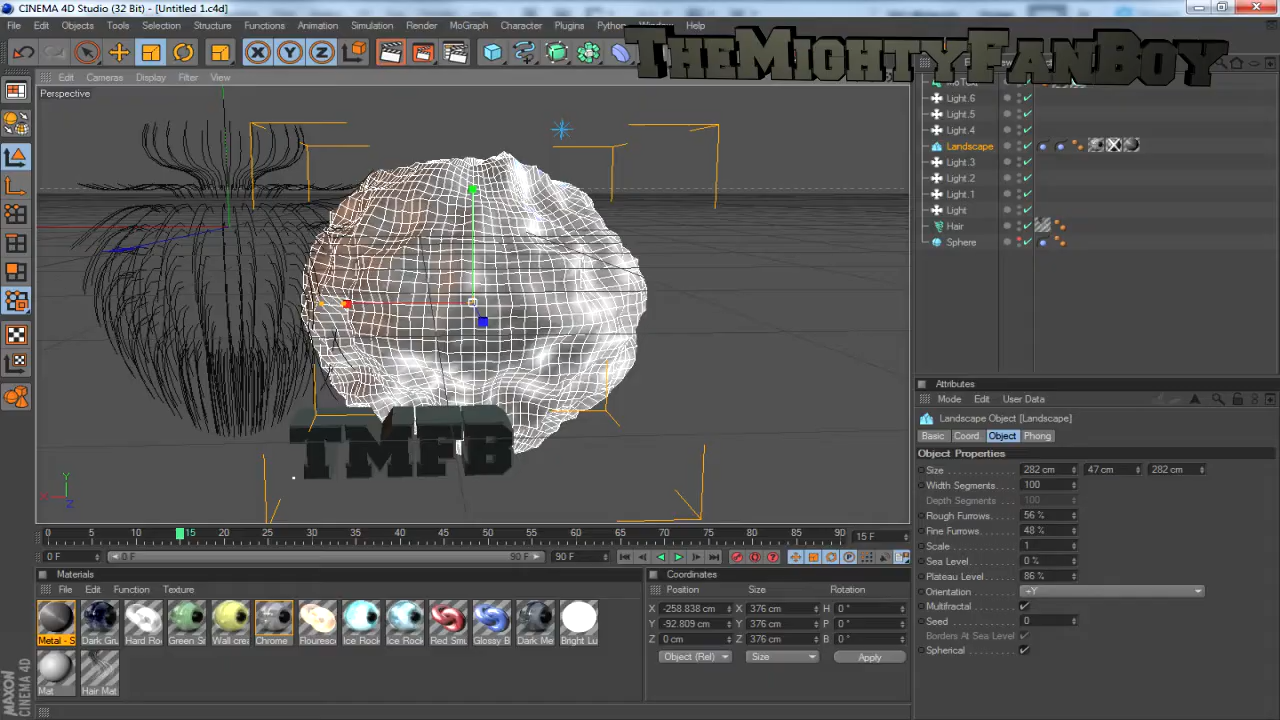 CINEMA 4D Studio (32 Bit) - [Untitled 1.c4d]
File Edit Objects Tools Selection Structure Functions Animation Simulation Render MoGraph Character Plugins Python Window Help
THEMIGHTYFANBOY
Edit Cameras Display Filter View
Perspective
MoText
Light.6
Light.5
Light.4
Landscape
Light.3
Light.2
Light.1
Light
Hair
Sphere
TMFB
Y
X
Z
Attributes
Mode Edit User Data
Landscape Object [Landscape]
Basic Coord Object Phong
Object Properties
Size 282 cm 47 cm 282 cm
Width Segments 100
Depth Segments 100
Rough Furrows 56 %
Fine Furrows 48 %
Scale 1
Sea Level 0 %
Plateau Level 86 %
Orientation +Y
Multifractal
Seed 0
Borders At Sea Level
Spherical
0 5 10 15 20 25 30 35 40 45 50 55 60 65 70 75 80 85 90 15 F
0 F 0 F 90 F 90 F
Materials
File Edit Function Texture
Metal - S Dark Gru Hard Ro Green S Wall crea Chrome Flouresc Ice Rock Ice Rock Red Smu Glossy B Dark Me Bright Lu
Mat Hair Mat
Coordinates
Position Size Rotation
X -258.838 cm X 376 cm H 0 °
Y -92.809 cm Y 376 cm P 0 °
Z 0 cm Z 376 cm B 0 °
Object (Rel) Size Apply
MAXON
CINEMA 4D